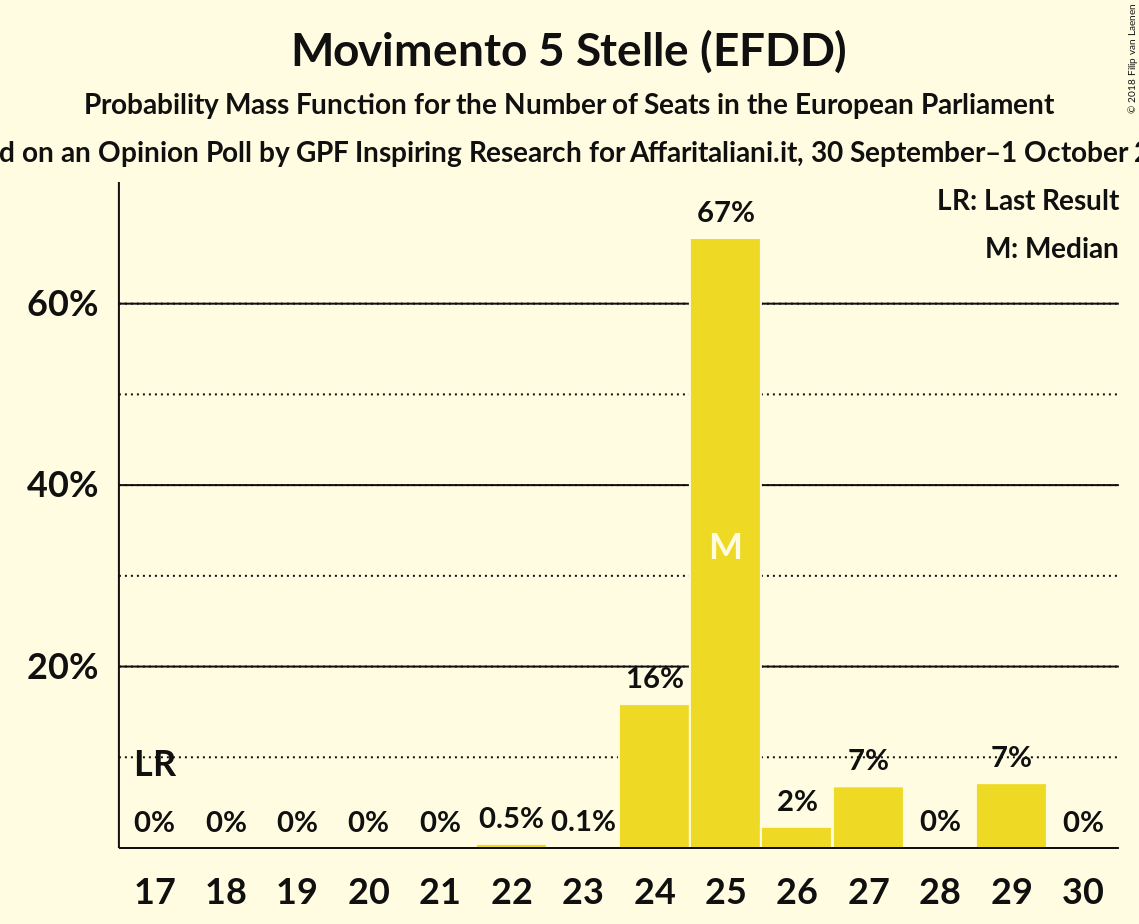 Movimento 5 Stelle (EFDD)
Probability Mass Function for the Number of Seats in the European Parliament
on an Opinion Poll by GPF Inspiring Research for Affaritaliani.it, 30 September–1 October
© 2018 Filip van Laenen
LR: Last Result
M: Median
60%
40%
20%
LR
M
0% 0% 0% 0% 0% 0.5% 0.1% 16% 67% 2% 7% 0% 7% 0%
17 18 19 20 21 22 23 24 25 26 27 28 29 30